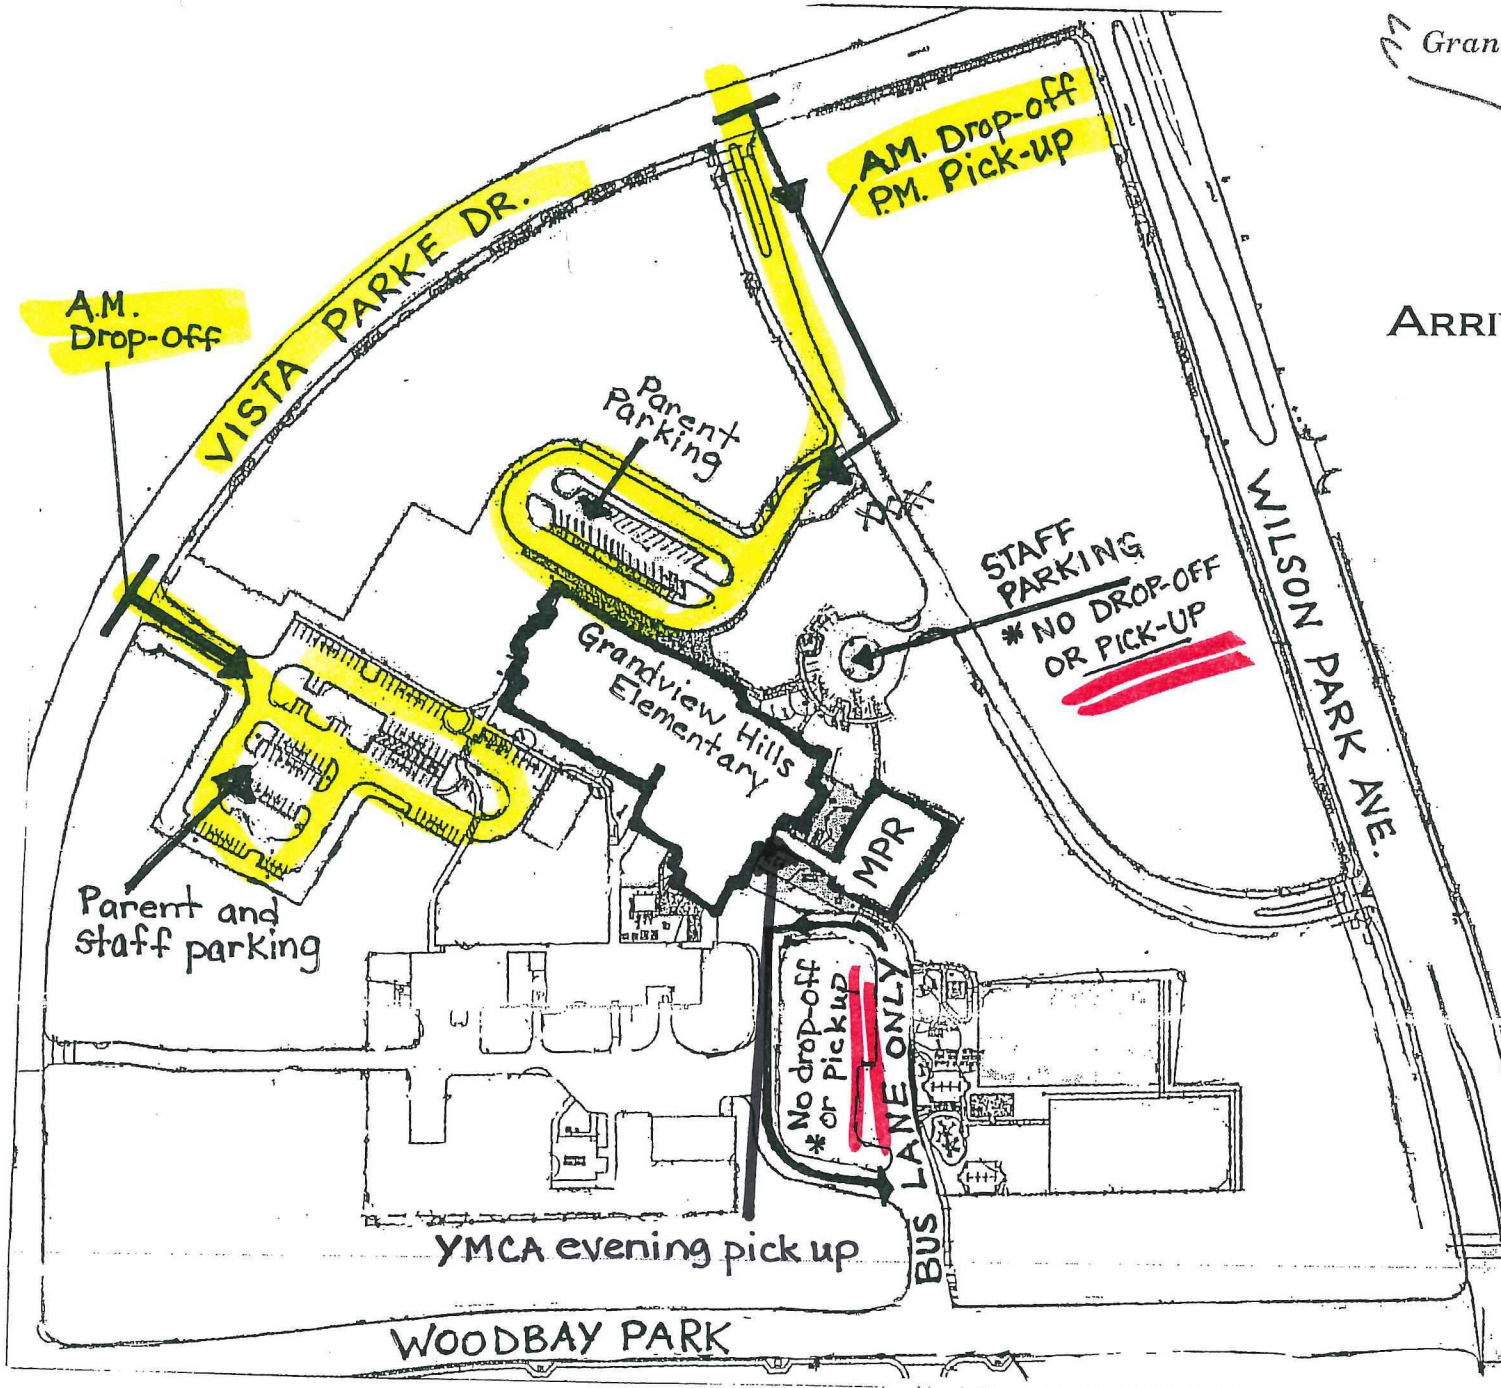 Gran
ARRI
A.M. Drop-off
P.M. Pick-up
VISTA PARKE DR.
A.M.
Drop-off
Parent
Parking
STAFF
PARKING
* NO DROP-OFF
OR PICK-UP
WILSON PARK AVE.
Grandview Hills
Elementary
MPR
Parent and
staff parking
No drop-off
* or Pickup
BUS LANE ONLY
YMCA evening pick up
WOODBAY PARK